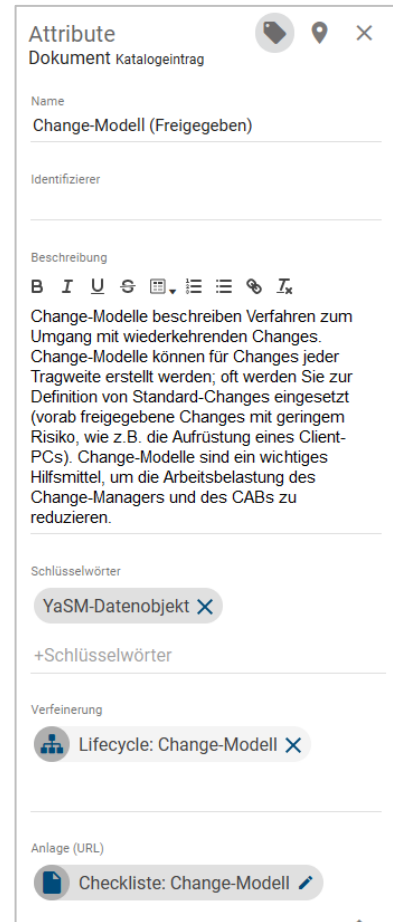 Attribute
Dokument Katalogeintrag
Name
Change-Modell (Freigegeben)
Identifizierer
Beschreibung
B I U S Tx
Change-Modelle beschreiben Verfahren zum
Umgang mit wiederkehrenden Changes.
Change-Modelle können für Changes jeder
Tragweite erstellt werden; oft werden Sie zur
Definition von Standard-Changes eingesetzt
(vorab freigegebene Changes mit geringem
Risiko, wie z.B. die Aufrüstung eines Client-
PCs). Change-Modelle sind ein wichtiges
Hilfsmittel, um die Arbeitsbelastung des
Change-Managers und des CABs zu
reduzieren.
Schlüsselwörter
YaSM-Datenobjekt
+Schlüsselwörter
Verfeinerung
Lifecycle: Change-Modell
Anlage (URL)
Checkliste: Change-Modell